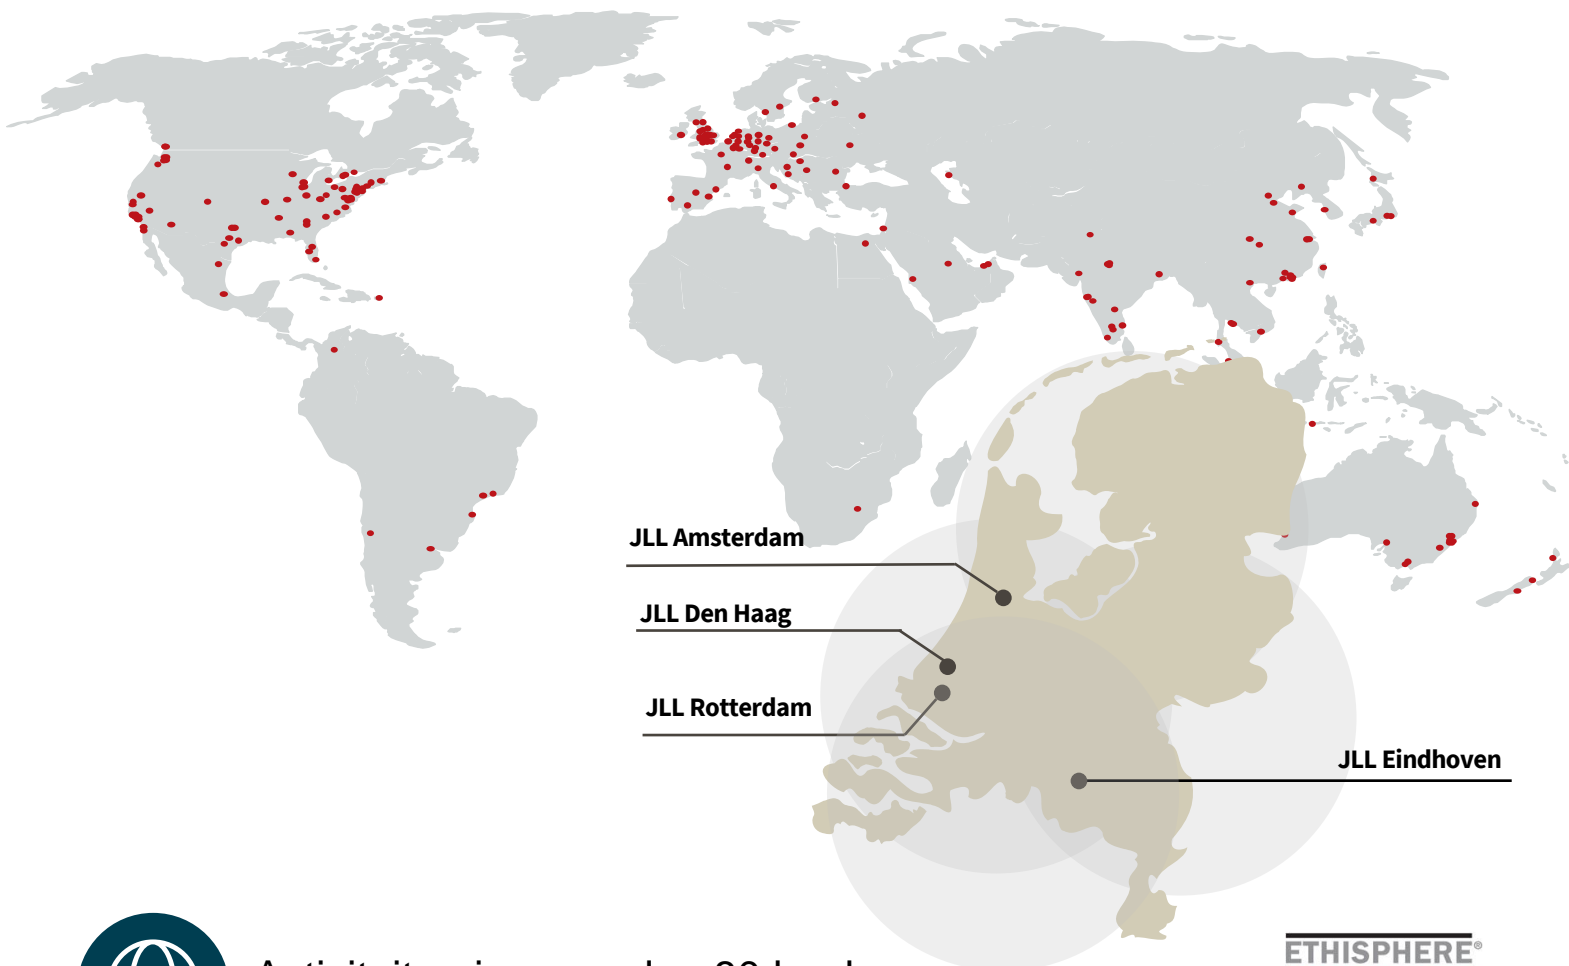 JLL Amsterdam
JLL Den Haag
JLL Rotterdam
JLL Eindhoven
ETHISPHERE®